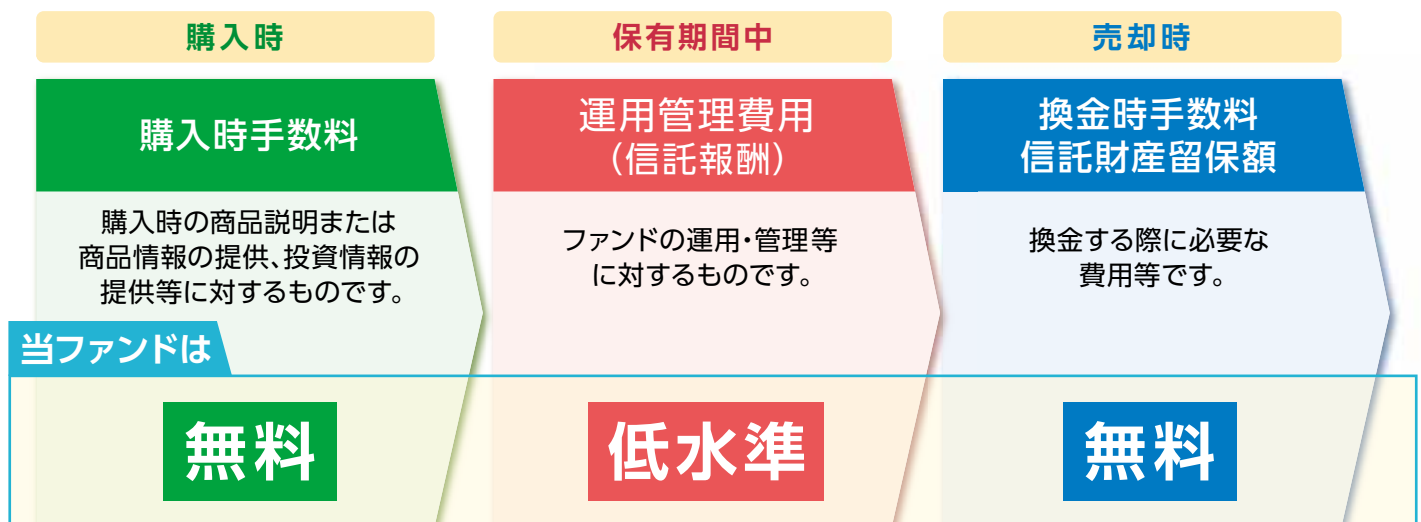 購入時
保有期間中
売却時
購入時手数料
運用管理費用
(信託報酬)
換金時手数料
信託財産留保額
購入時の商品説明または
商品情報の提供、投資情報の
提供等に対するものです。
ファンドの運用・管理等
に対するものです。
換金する際に必要な
費用等です。
当ファンドは
無料
低水準
無料